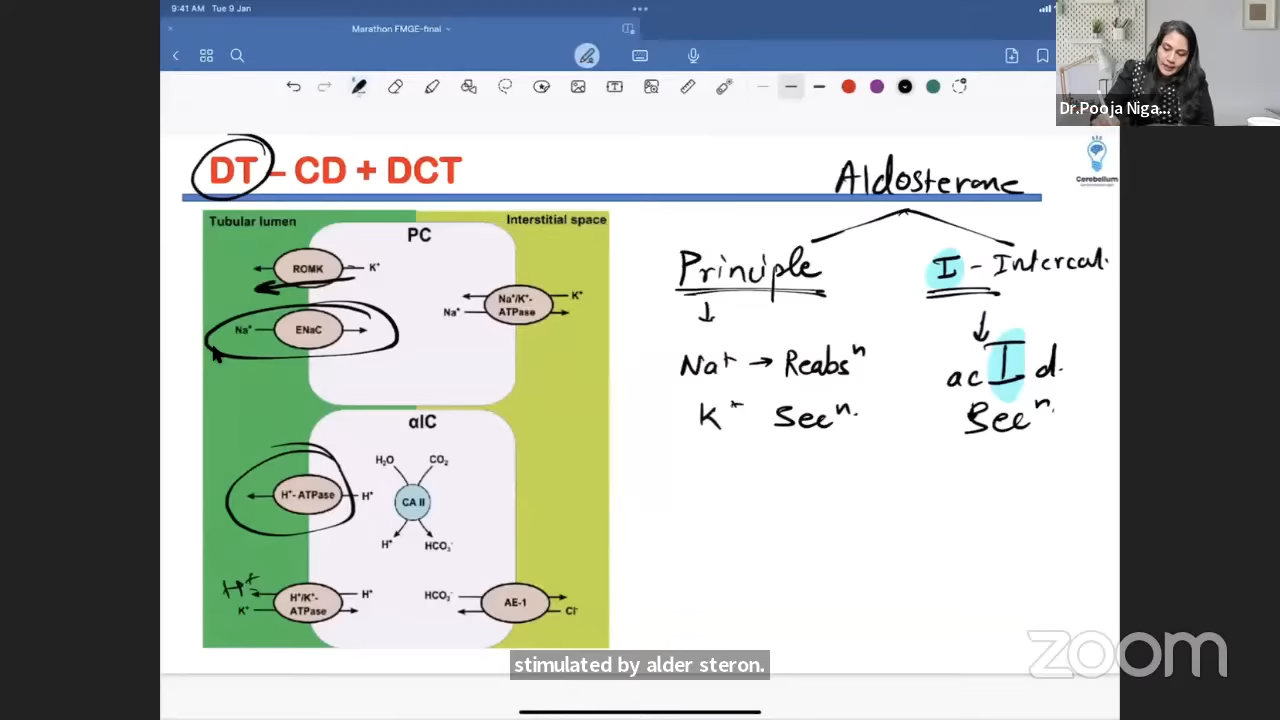 9:41 AM Tue 9 Jan
Marathon FMGE-final
Dr.Pooja Niga...
DT - CD + DCT
Cerebellum
Tubular lumen
Interstitial space
PC
ROMK
K⁺
Na⁺
ENaC
Na⁺/K⁺-
ATPase
K⁺
Na⁺
αIC
H₂O
CO₂
H⁺-ATPase
H⁺
CA II
H⁺
HCO₃⁻
H⁺
H⁺/K⁺-
ATPase
H⁺
K⁺
HCO₃⁻
AE-1
Cl⁻
Aldosterone
Principle
I - Intercal.
Na⁺ → Reabsⁿ
K⁺ Secⁿ.
acId.
Secⁿ.
stimulated by alder steron.
zoom